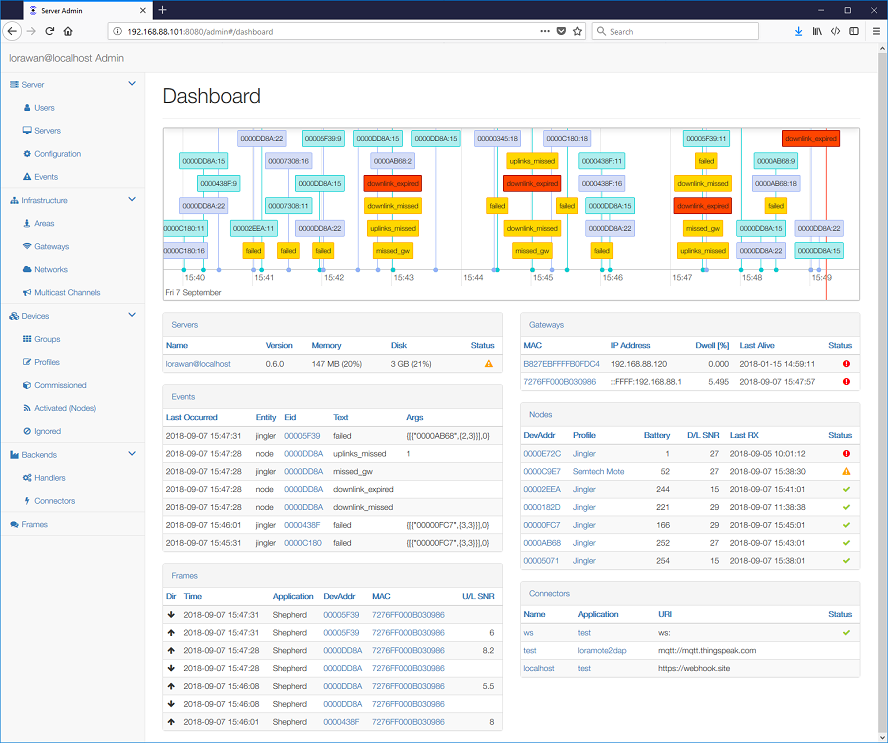 Server Admin
192.168.88.101:8080/admin#/dashboard
Search
lorawan@localhost Admin
Server
Users
Servers
Configuration
Events
Infrastructure
Areas
Gateways
Networks
Multicast Channels
Devices
Groups
Profiles
Commissioned
Activated (Nodes)
Ignored
Backends
Handlers
Connectors
Frames
Dashboard
0000DD8A:22 00005F39:9 0000DD8A:15 0000DD8A:15 00000345:18 0000C180:18 00005F39:11 downlink_expired
0000DD8A:15 00007308:16 0000AB68:2 uplinks_missed 0000438F:11 failed 0000AB68:9
0000438F:9 0000DD8A:15 downlink_expired downlink_expired 0000438F:16 downlink_missed 0000AB68:18
0000DD8A:22 00007308:11 downlink_missed failed failed 0000DD8A:15 downlink_expired failed
0000C180:11 00002EEA:11 0000DD8A:22 uplinks_missed downlink_missed 0000DD8A:22 missed_gw 0000DD8A:15 0000DD8A:22
0000C180:16 failed failed failed missed_gw missed_gw failed uplinks_missed 0000DD8A:22 0000DD8A:15
15:40 15:41 15:42 15:43 15:44 15:45 15:46 15:47 15:48 15:49
Fri 7 September
Servers
Name Version Memory Disk Status
lorawan@localhost 0.6.0 147 MB (20%) 3 GB (21%)
Events
Last Occurred Entity Eid Text Args
2018-09-07 15:47:31 jingler 00005F39 failed {[["0000AB68",{2,3}]],0}
2018-09-07 15:47:28 node 0000DD8A uplinks_missed 1
2018-09-07 15:47:28 jingler 0000DD8A missed_gw
2018-09-07 15:47:28 node 0000DD8A downlink_expired
2018-09-07 15:47:28 node 0000DD8A downlink_missed
2018-09-07 15:46:01 jingler 0000438F failed {[["00000FC7",{3,3}]],0}
2018-09-07 15:45:31 jingler 0000C180 failed {[["00000FC7",{3,3}]],0}
Frames
Dir Time Application DevAddr MAC U/L SNR
2018-09-07 15:47:31 Shepherd 00005F39 7276FF000B030986
2018-09-07 15:47:31 Shepherd 00005F39 7276FF000B030986 6
2018-09-07 15:47:28 Shepherd 0000DD8A 7276FF000B030986 8.2
2018-09-07 15:47:28 Shepherd 0000DD8A 7276FF000B030986
2018-09-07 15:46:08 Shepherd 0000DD8A 7276FF000B030986 5.5
2018-09-07 15:46:08 Shepherd 0000DD8A 7276FF000B030986
2018-09-07 15:46:01 Shepherd 0000438F 7276FF000B030986 8
Gateways
MAC IP Address Dwell [%] Last Alive Status
B827EBFFFFB0FDC4 192.168.88.120 0.000 2018-01-15 14:59:11
7276FF000B030986 ::FFFF:192.168.88.1 5.495 2018-09-07 15:47:57
Nodes
DevAddr Profile Battery D/L SNR Last RX Status
0000E72C Jingler 1 27 2018-09-05 10:01:12
0000C9E7 Semtech Mote 52 27 2018-09-07 15:38:30
00002EEA Jingler 244 15 2018-09-07 15:41:01
0000182D Jingler 221 29 2018-09-07 11:38:38
00000FC7 Jingler 166 29 2018-09-07 15:45:01
0000AB68 Jingler 252 27 2018-09-07 15:43:01
00005071 Jingler 254 15 2018-09-07 15:38:01
Connectors
Name Application URI Status
ws test ws:
test loramote2dap mqtt://mqtt.thingspeak.com
localhost test https://webhook.site